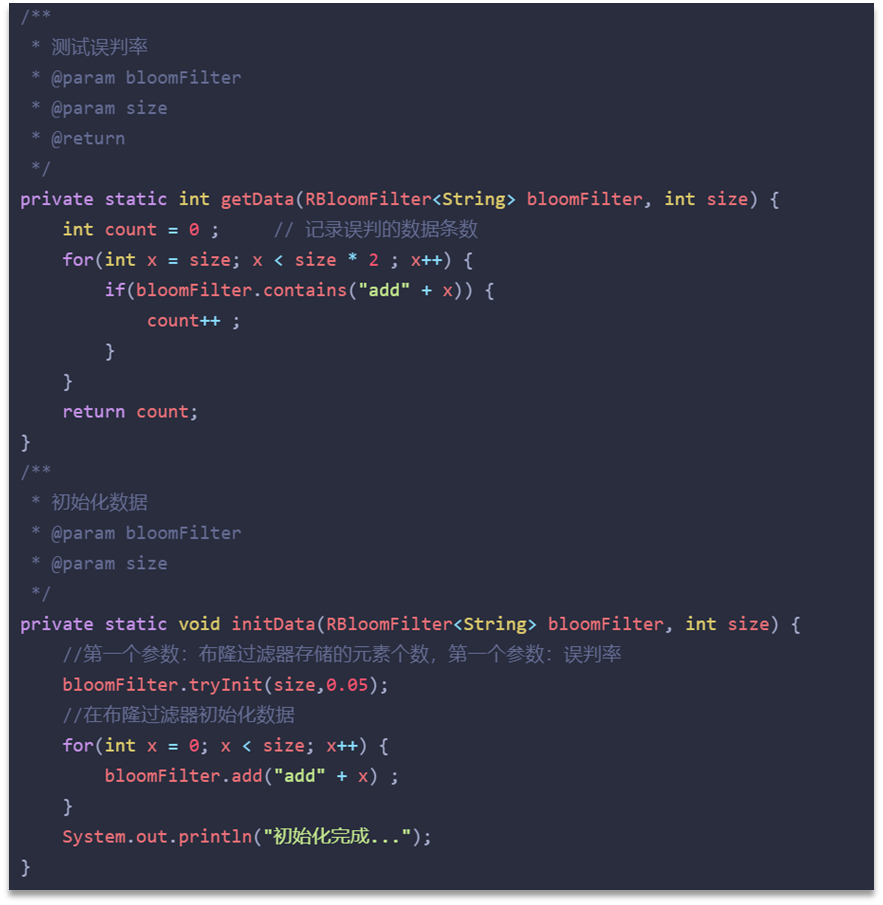 /**
 * 测试误判率
 * @param bloomFilter
 * @param size
 * @return
 */
private static int getData(RBloomFilter<String> bloomFilter, int size) {
    int count = 0 ;     // 记录误判的数据条数
    for(int x = size; x < size * 2 ; x++) {
        if(bloomFilter.contains("add" + x)) {
            count++ ;
        }
    }
    return count;
}
/**
 * 初始化数据
 * @param bloomFilter
 * @param size
 */
private static void initData(RBloomFilter<String> bloomFilter, int size) {
    //第一个参数：布隆过滤器存储的元素个数，第一个参数：误判率
    bloomFilter.tryInit(size,0.05);
    //在布隆过滤器初始化数据
    for(int x = 0; x < size; x++) {
        bloomFilter.add("add" + x) ;
    }
    System.out.println("初始化完成...");
}